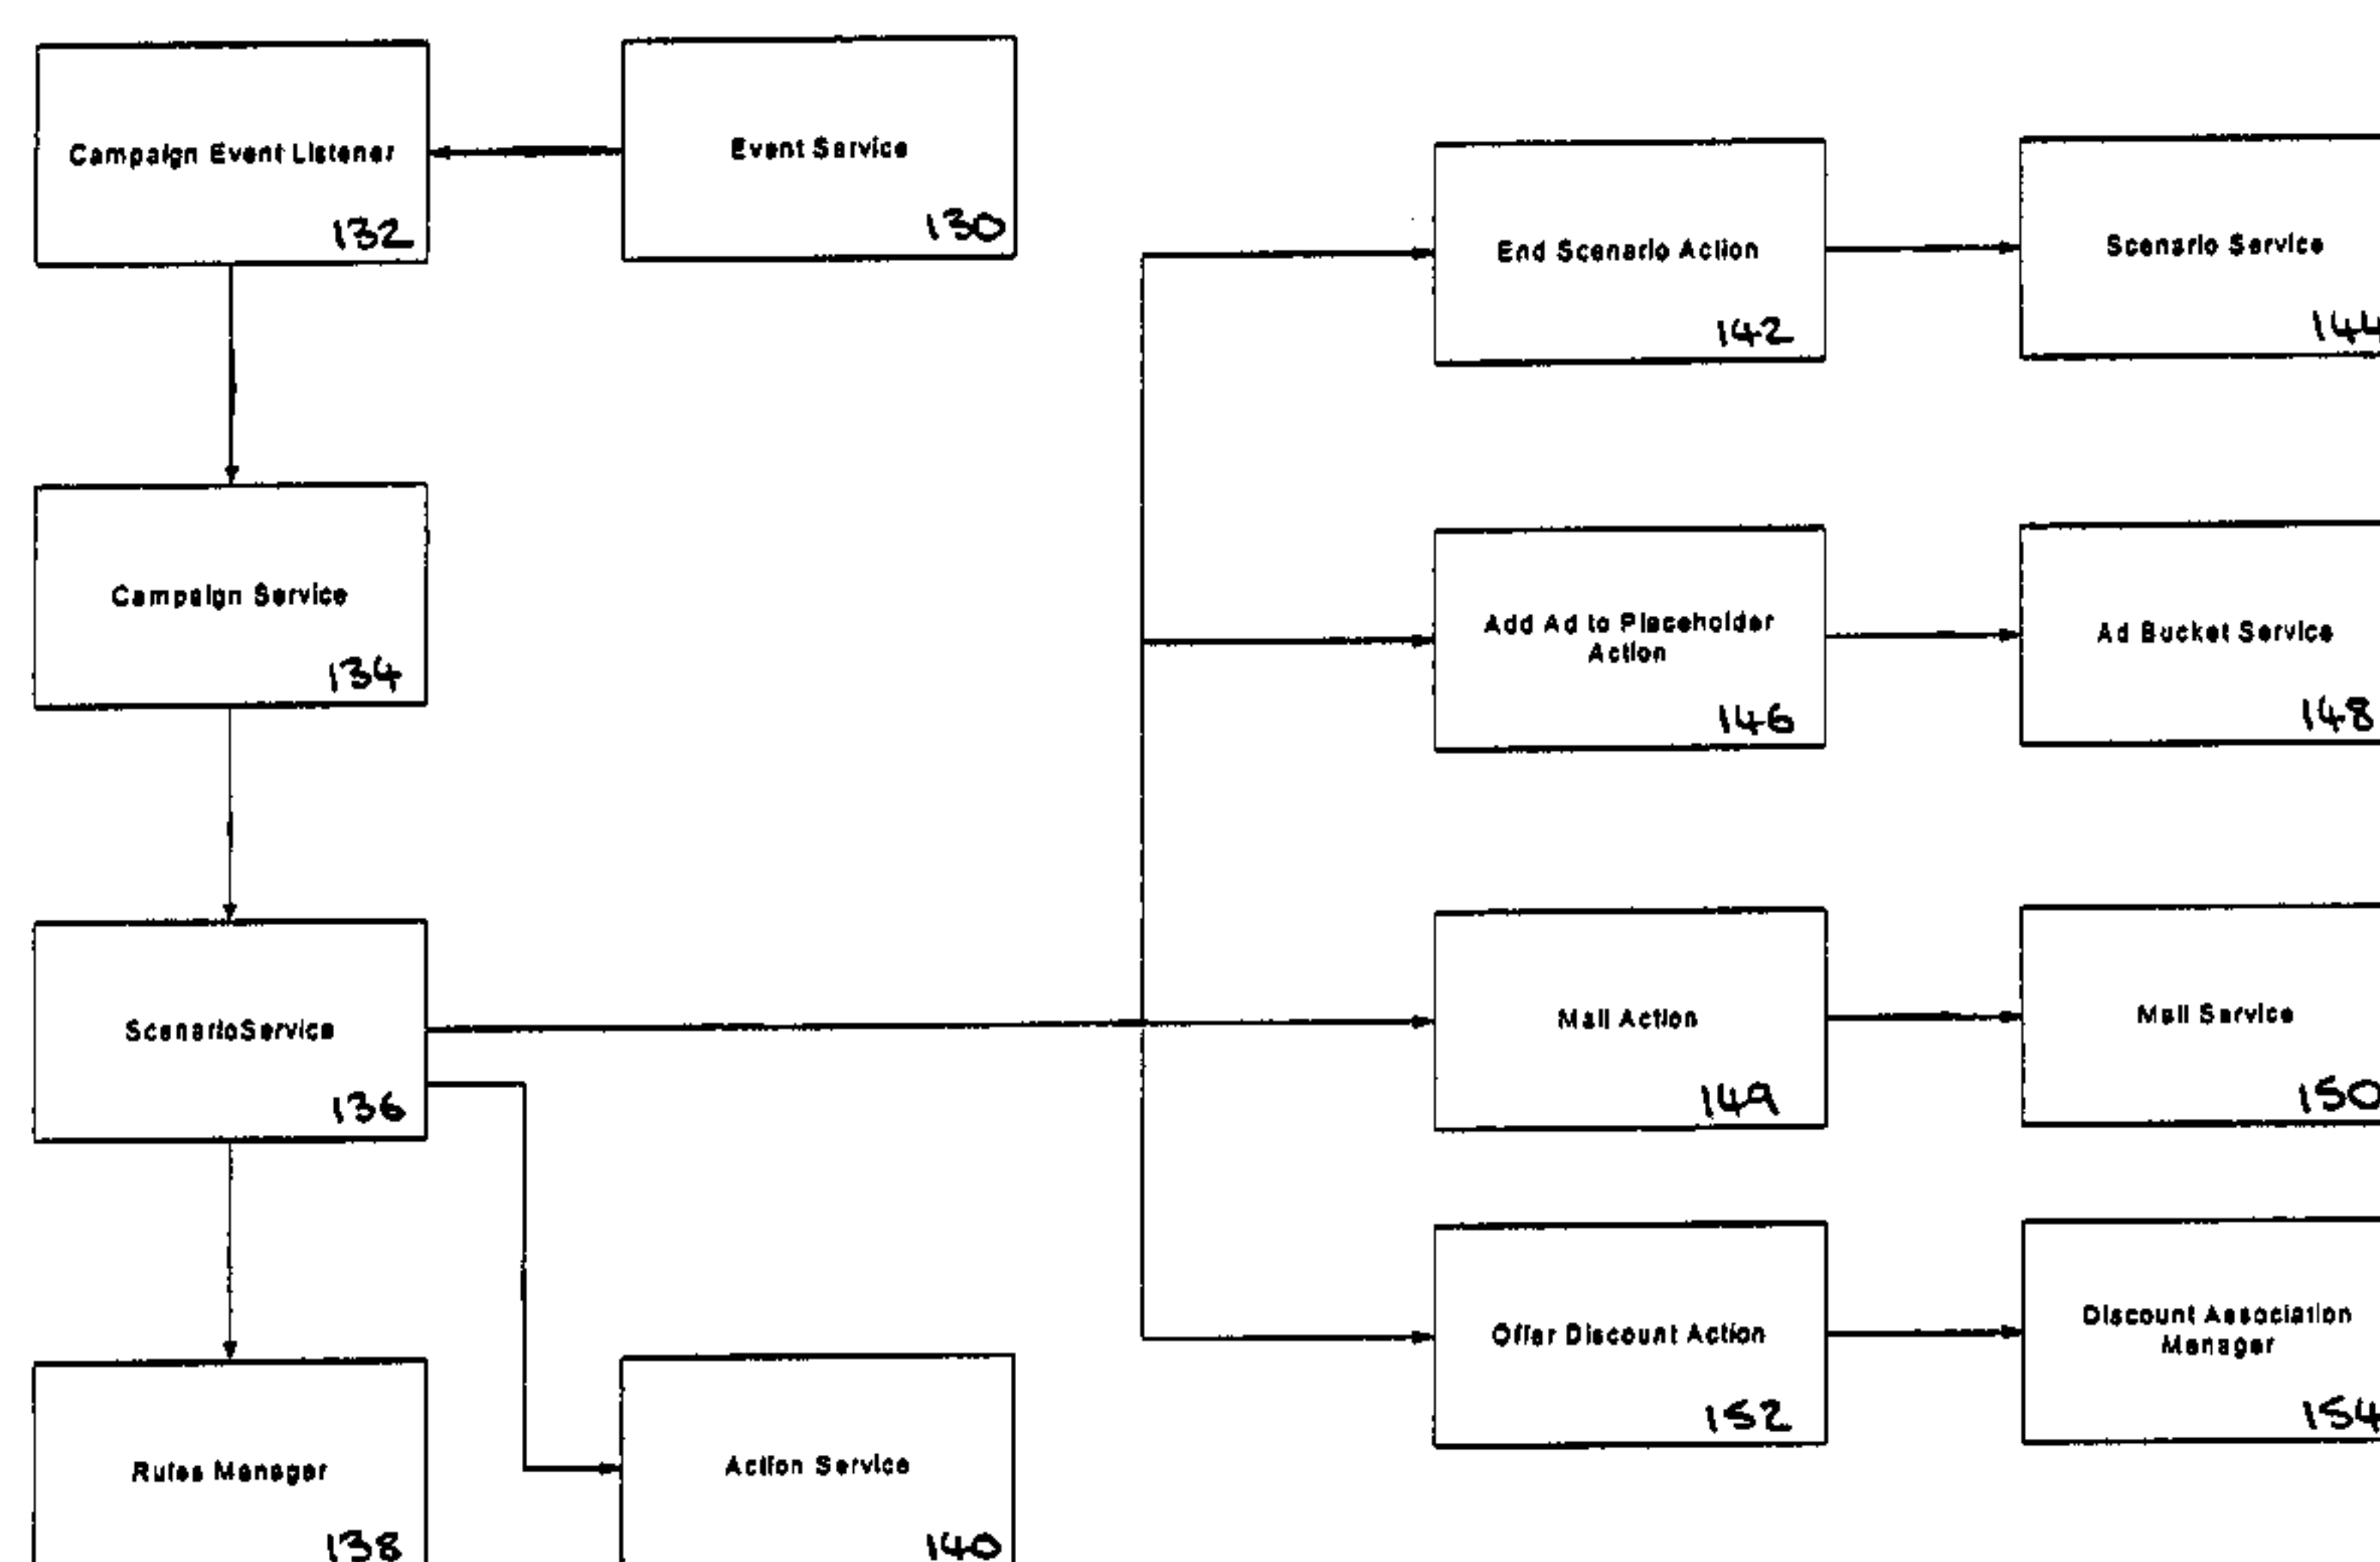 Campaign Event Listener
132
Event Service
130
End Scenario Action
142
Scenario Service
144
Campaign Service
134
Add Ad to Placeholder
Action
146
Ad Bucket Service
148
ScenarioService
136
Mail Action
149
Mail Service
150
Offer Discount Action
152
Discount Association
Manager
154
Rules Manager
138
Action Service
140